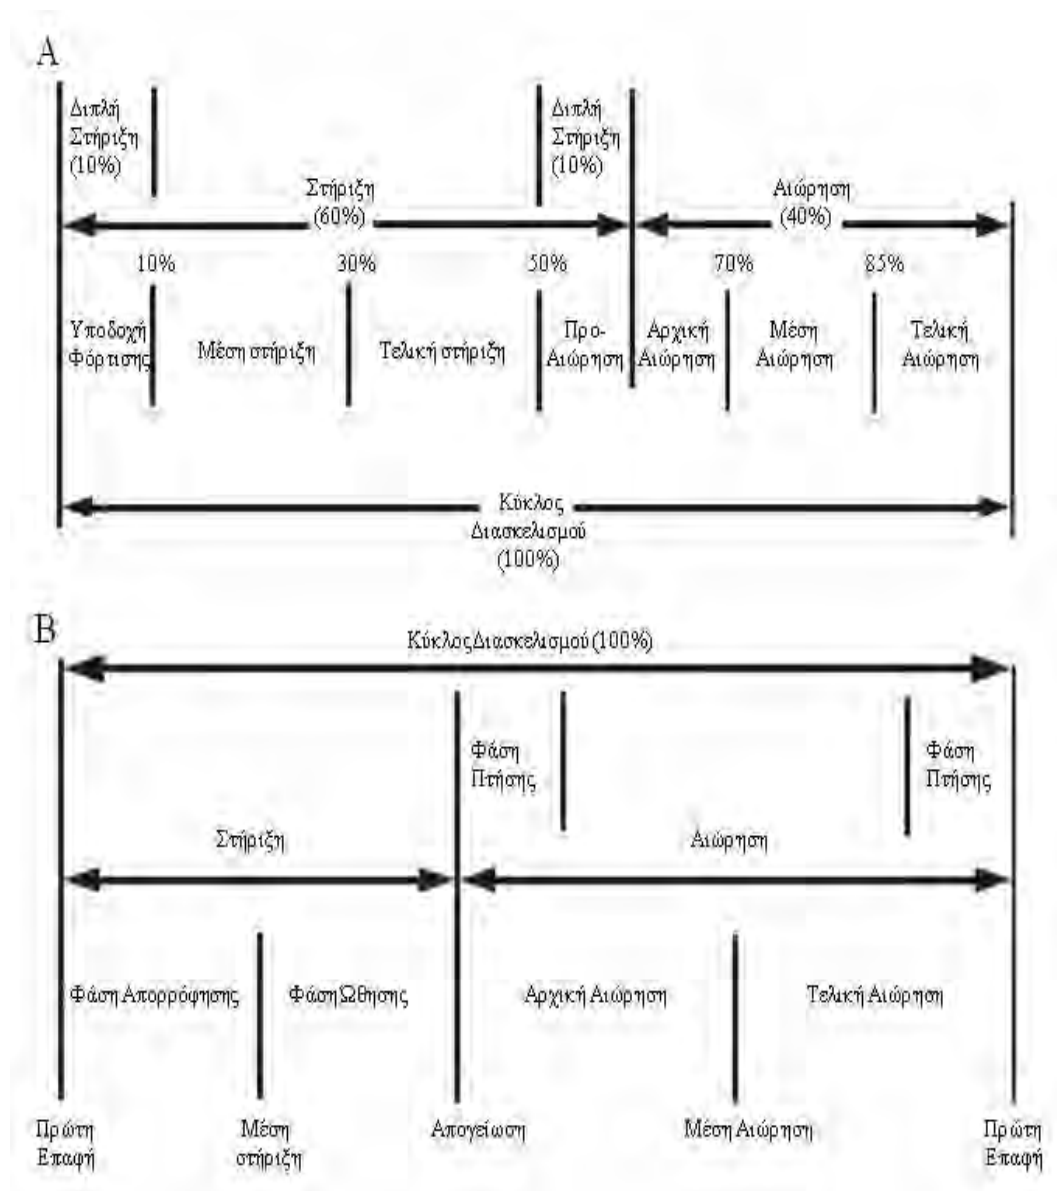 A
Διπλή
Στήριξη
(10%)
Διπλή
Στήριξη
(10%)
Στήριξη
(60%)
Αιώρηση
(40%)
10%
30%
50%
70%
85%
Υποδοχή
Φόρτισης
Μέση στήριξη
Τελική στήριξη
Προ-
Αιώρηση
Αρχική
Αιώρηση
Μέση
Αιώρηση
Τελική
Αιώρηση
Κύκλος
Διασκελισμού
(100%)
B
Κύκλος Διασκελισμού (100%)
Φάση
Πτήσης
Φάση
Πτήσης
Στήριξη
Αιώρηση
Φάση Απορρόφησης
Φάση Ώθησης
Αρχική Αιώρηση
Τελική Αιώρηση
Πρώτη
Επαφή
Μέση
στήριξη
Απογείωση
Μέση Αιώρηση
Πρώτη
Επαφή